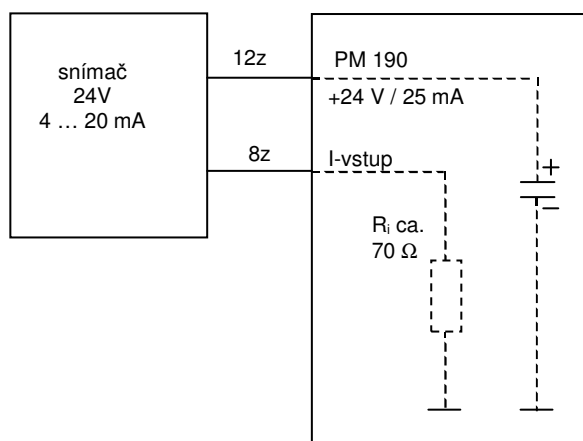 snímač
24V
4 … 20 mA
12z
8z
PM 190
+24 V / 25 mA
I-vstup
+
–
Rᵢ ca.
70 Ω